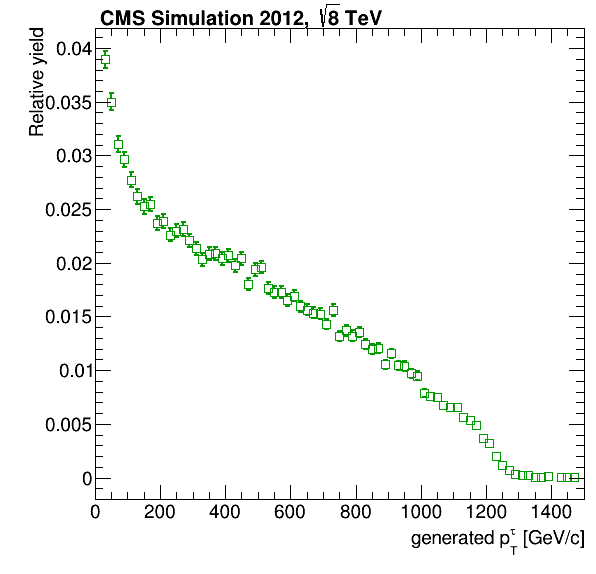 CMS Simulation 2012, √8 TeV
Relative yield
0.04
0.035
0.03
0.025
0.02
0.015
0.01
0.005
0
0 200 400 600 800 1000 1200 1400
generated p_T^τ [GeV/c]